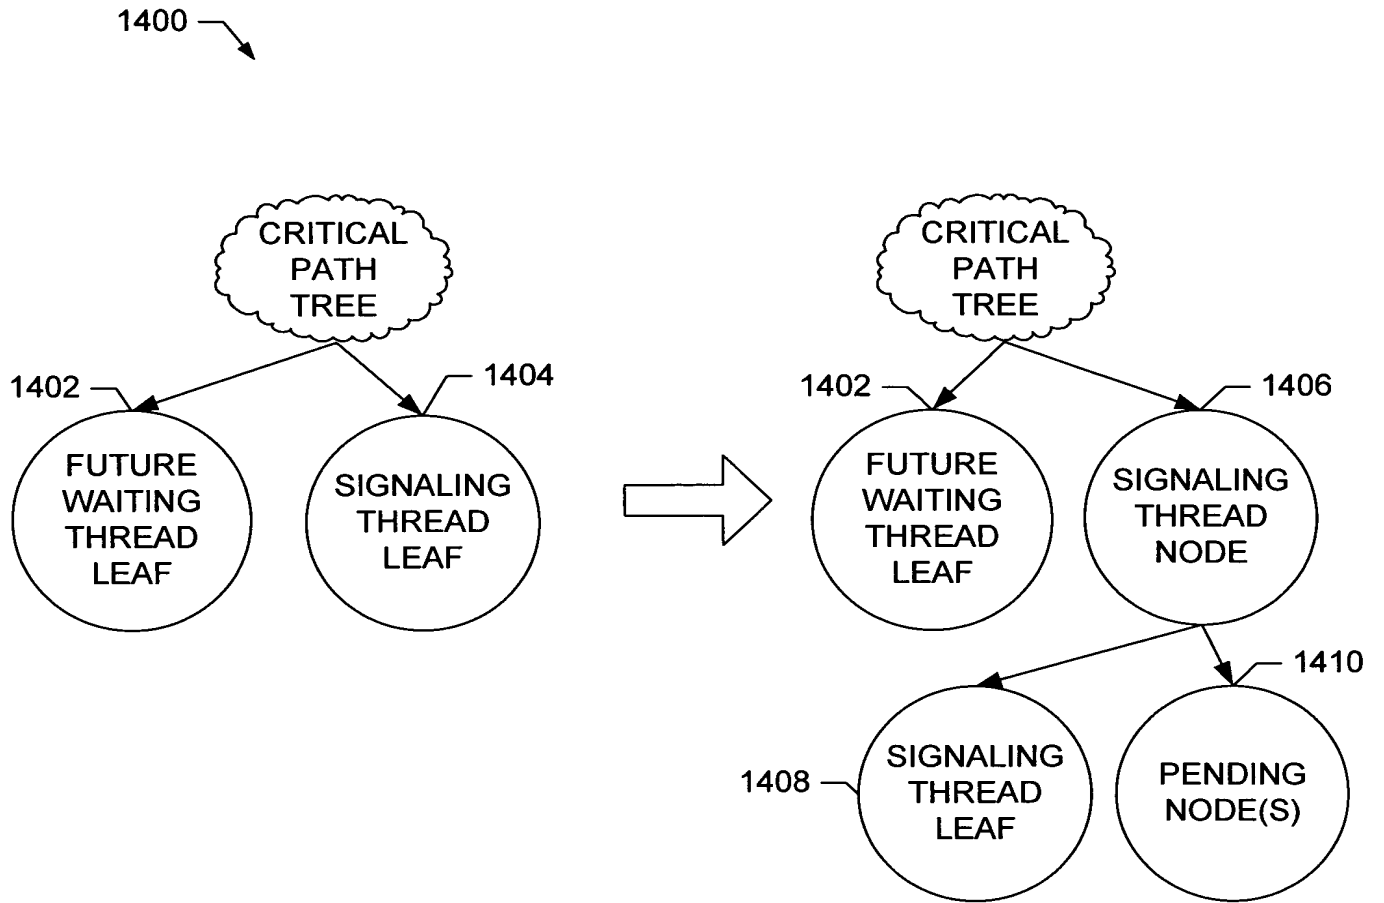 1400
CRITICAL
PATH
TREE
1402
1404
FUTURE
WAITING
THREAD
LEAF
SIGNALING
THREAD
LEAF
CRITICAL
PATH
TREE
1402
1406
FUTURE
WAITING
THREAD
LEAF
SIGNALING
THREAD
NODE
1408
1410
SIGNALING
THREAD
LEAF
PENDING
NODE(S)